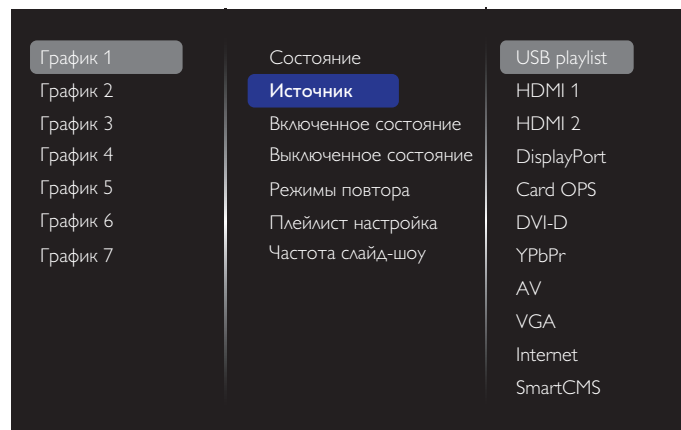 График 1
График 2
График 3
График 4
График 5
График 6
График 7
Состояние
Источник
Включенное состояние
Выключенное состояние
Режимы повтора
Плейлист настройка
Частота слайд-шоу
USB playlist
HDMI 1
HDMI 2
DisplayPort
Card OPS
DVI-D
YPbPr
AV
VGA
Internet
SmartCMS